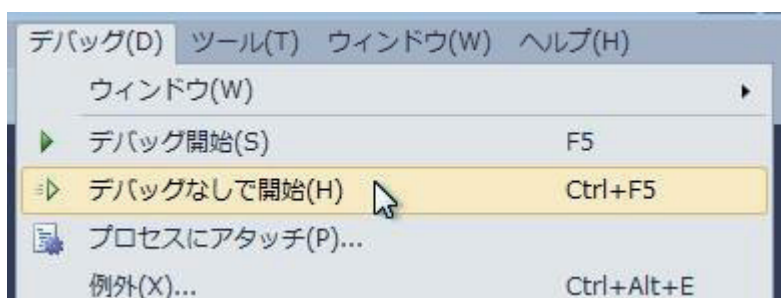 デバッグ(D) ツール(T) ウィンドウ(W) ヘルプ(H)
ウィンドウ(W)
デバッグ開始(S) F5
デバッグなしで開始(H) Ctrl+F5
プロセスにアタッチ(P)...
例外(X)... Ctrl+Alt+E